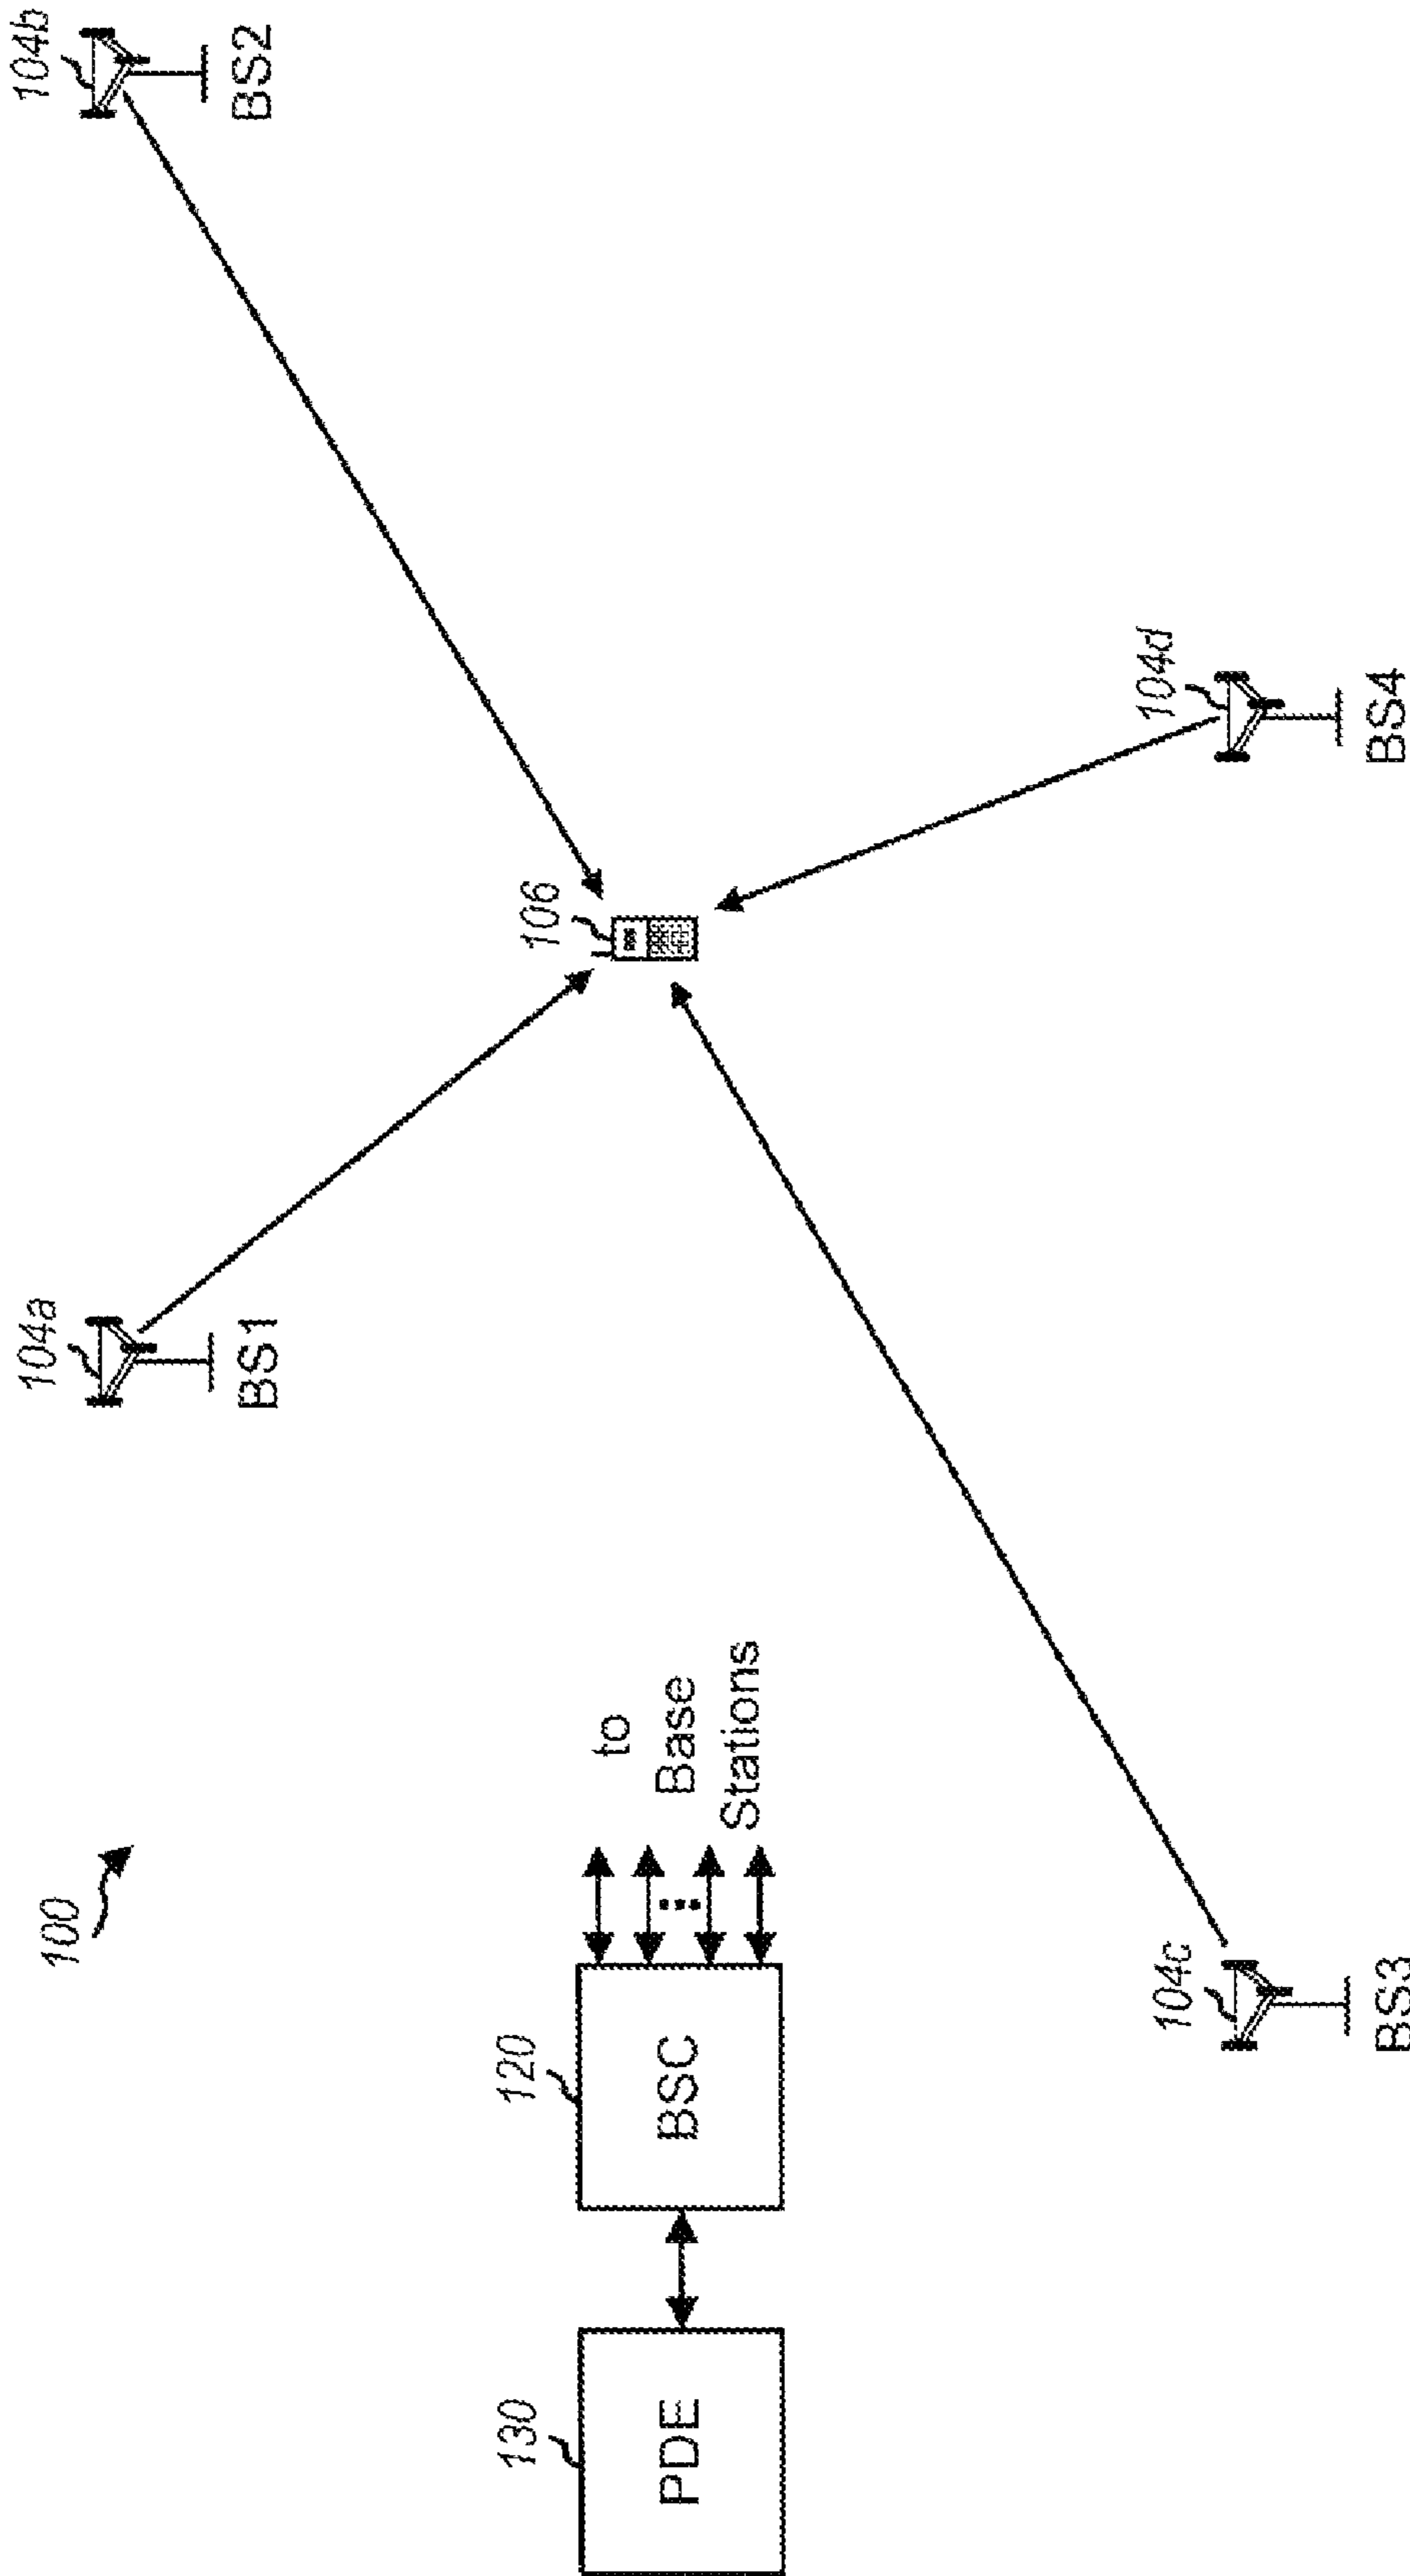 100
104a
BS1
104b
BS2
106
130
PDE
120
BSC
to
Base
Stations
104c
BS3
104d
BS4